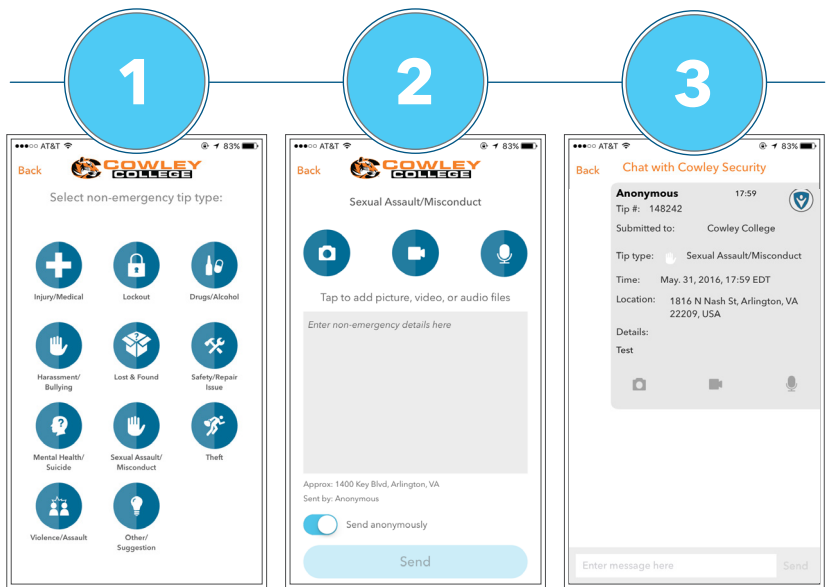 1
2
3
●●●○○ AT&T
83%
Back
COWLEY
COLLEGE
Select non-emergency tip type:
Injury/Medical
Lockout
Drugs/Alcohol
Harassment/
Bullying
Lost & Found
Safety/Repair
Issue
Mental Health/
Suicide
Sexual Assault/
Misconduct
Theft
Violence/Assault
Other/
Suggestion
●●●○○ AT&T
83%
Back
COWLEY
COLLEGE
Sexual Assault/Misconduct
Tap to add picture, video, or audio files
Enter non-emergency details here
Approx: 1400 Key Blvd, Arlington, VA
Sent by: Anonymous
Send anonymously
Send
●●●○○ AT&T
83%
Back
Chat with Cowley Security
Anonymous 17:59
Tip #: 148242
Submitted to: Cowley College
Tip type: Sexual Assault/Misconduct
Time: May. 31, 2016, 17:59 EDT
Location: 1816 N Nash St, Arlington, VA
22209, USA
Details:
Test
Enter message here Send